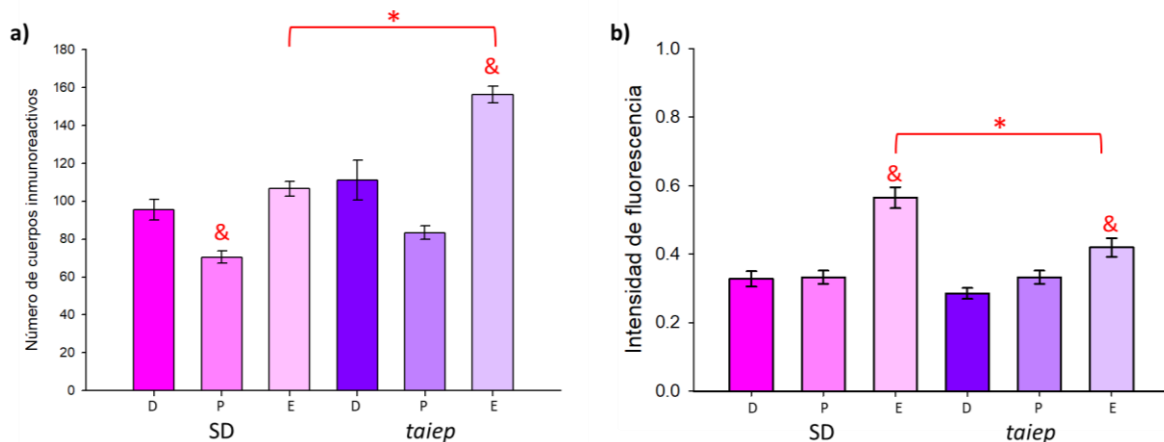 a)
*
180
160
140
120
100
80
60
40
20
0
Número de cuerpos inmunoreactivos
&
&
D P E D P E
SD taiep
b)
*
1.0
0.8
0.6
0.4
0.2
0.0
Intensidad de fluorescencia
&
&
D P E D P E
SD taiep